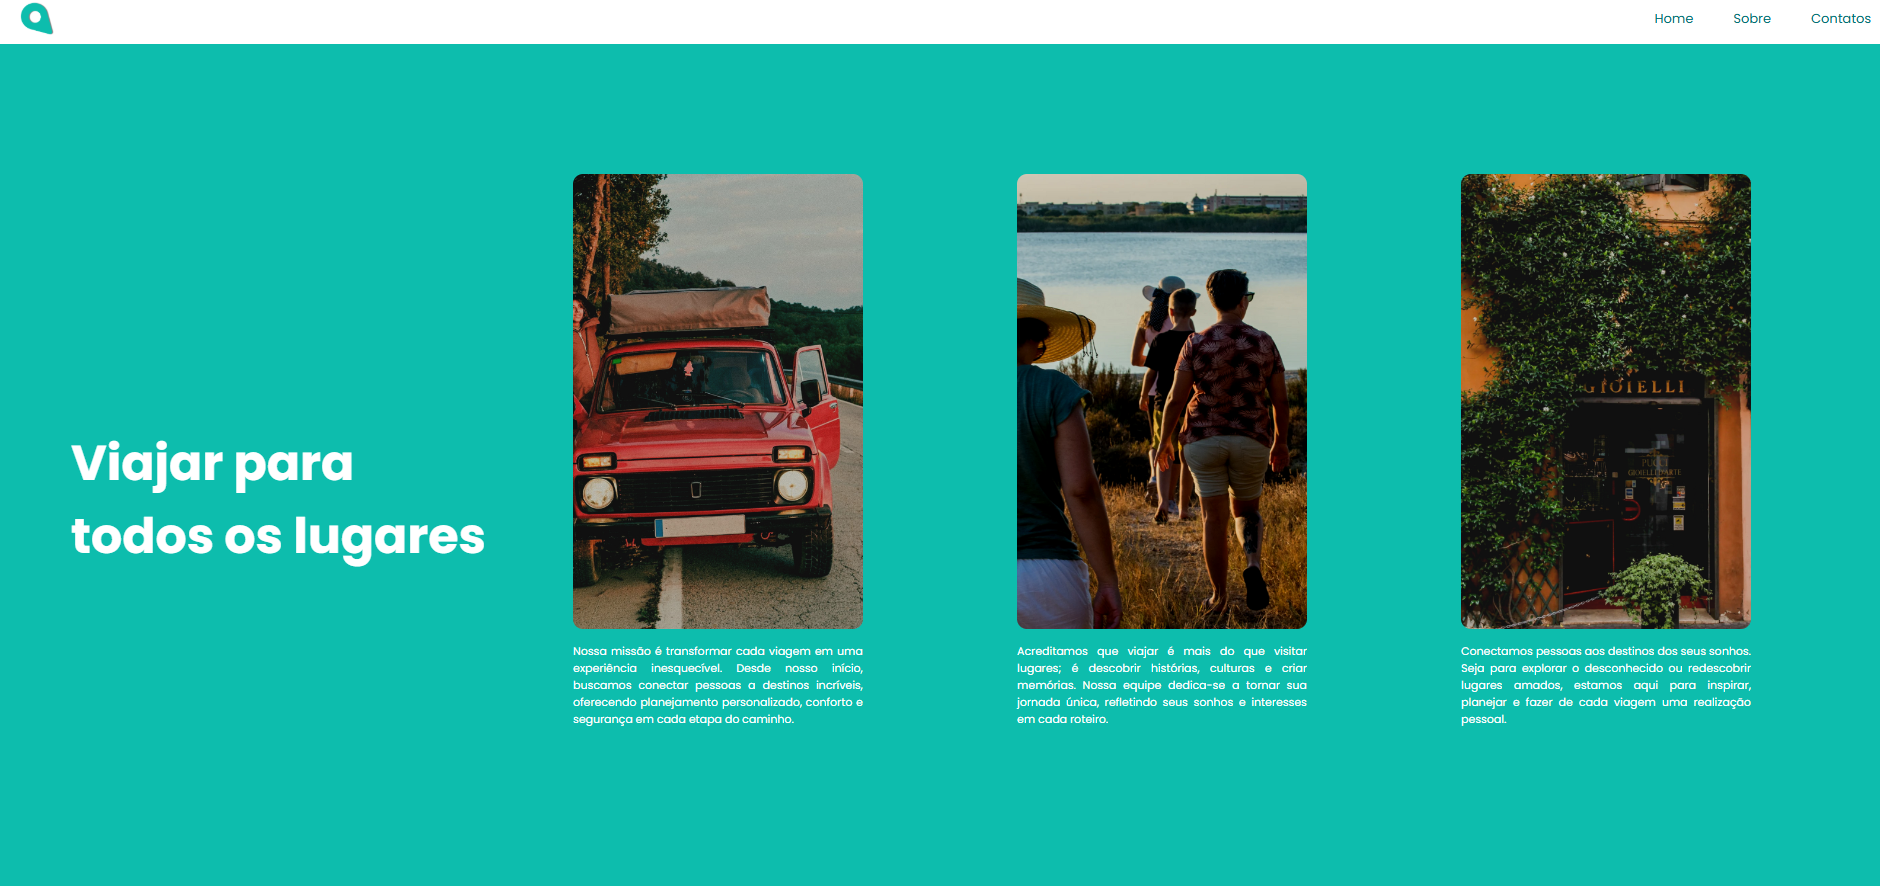 Home Sobre Contatos
Viajar para
todos os lugares
GIOIELLI
Nossa missão é transformar cada viagem em uma
experiência inesquecível. Desde nosso início,
buscamos conectar pessoas a destinos incríveis,
oferecendo planejamento personalizado, conforto e
segurança em cada etapa do caminho.
Acreditamos que viajar é mais do que visitar
lugares; é descobrir histórias, culturas e criar
memórias. Nossa equipe dedica-se a tornar sua
jornada única, refletindo seus sonhos e interesses
em cada roteiro.
Conectamos pessoas aos destinos dos seus sonhos.
Seja para explorar o desconhecido ou redescobrir
lugares amados, estamos aqui para inspirar,
planejar e fazer de cada viagem uma realização
pessoal.